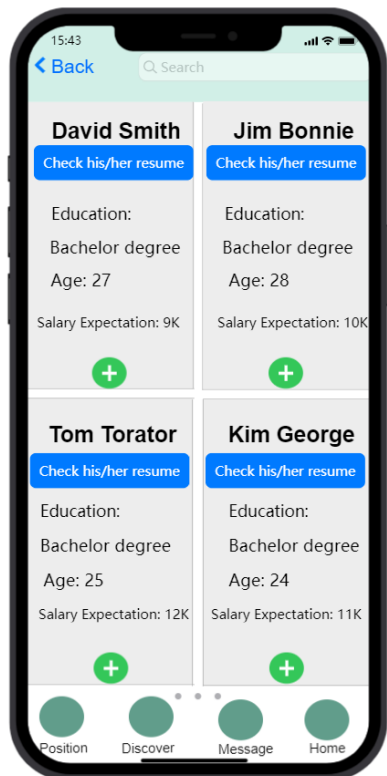 15:43
Back
Search
David Smith
Check his/her resume
Education:
Bachelor degree
Age: 27
Salary Expectation: 9K
Jim Bonnie
Check his/her resume
Education:
Bachelor degree
Age: 28
Salary Expectation: 10K
Tom Torator
Check his/her resume
Education:
Bachelor degree
Age: 25
Salary Expectation: 12K
Kim George
Check his/her resume
Education:
Bachelor degree
Age: 24
Salary Expectation: 11K
Position
Discover
Message
Home